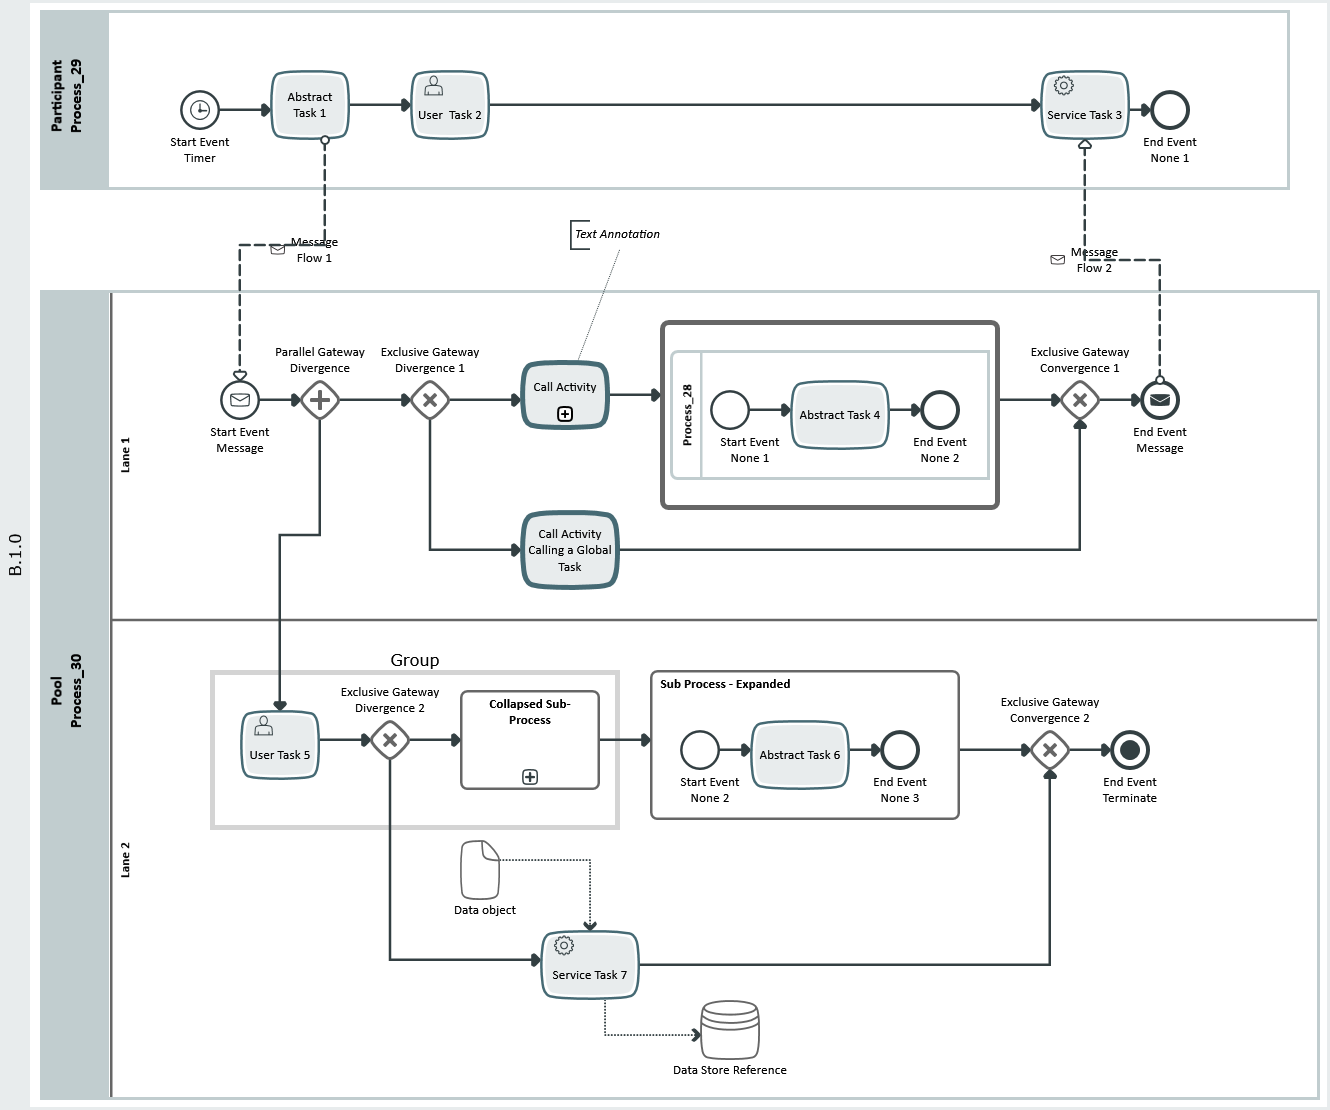 B.1.0
Participant
Process_29
Abstract
Task 1
User  Task 2
Service Task 3
Start Event
Timer
End Event
None 1
Message
Flow 1
Text Annotation
Message
Flow 2
Pool
Process_30
Lane 1
Parallel Gateway
Divergence
Exclusive Gateway
Divergence 1
Exclusive Gateway
Convergence 1
Call Activity
Process_28
Abstract Task 4
Start Event
Message
Start Event
None 1
End Event
None 2
End Event
Message
Call Activity
Calling a Global
Task
Lane 2
Group
Exclusive Gateway
Divergence 2
Collapsed Sub-
Process
Sub Process - Expanded
Exclusive Gateway
Convergence 2
User Task 5
Abstract Task 6
Start Event
None 2
End Event
None 3
End Event
Terminate
Data object
Service Task 7
Data Store Reference